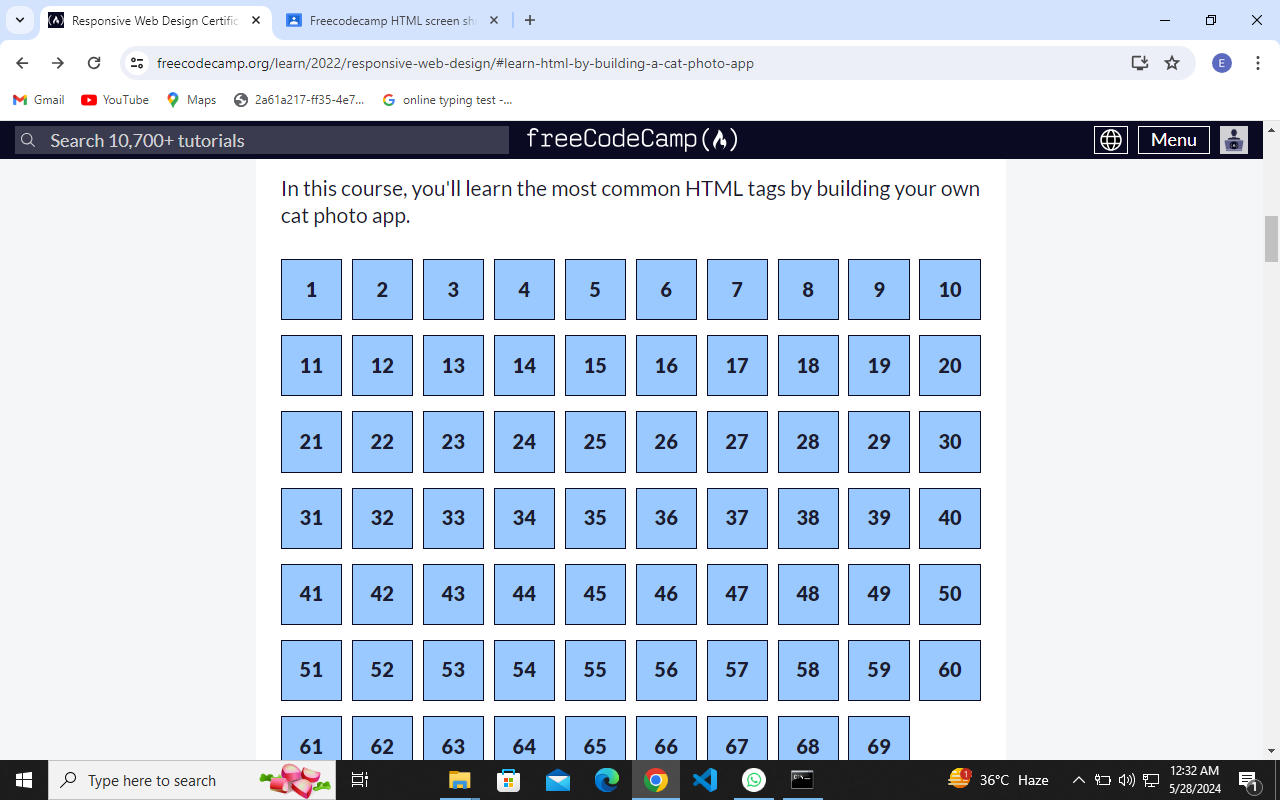 Responsive Web Design Certific
Freecodecamp HTML screen sh
freecodecamp.org/learn/2022/responsive-web-design/#learn-html-by-building-a-cat-photo-app
E
Gmail YouTube Maps 2a61a217-ff35-4e7... online typing test -...
Search 10,700+ tutorials freeCodeCamp Menu
In this course, you'll learn the most common HTML tags by building your own
cat photo app.
1 2 3 4 5 6 7 8 9 10
11 12 13 14 15 16 17 18 19 20
21 22 23 24 25 26 27 28 29 30
31 32 33 34 35 36 37 38 39 40
41 42 43 44 45 46 47 48 49 50
51 52 53 54 55 56 57 58 59 60
61 62 63 64 65 66 67 68 69
Type here to search 1 36°C Haze 12:32 AM
5/28/2024 1